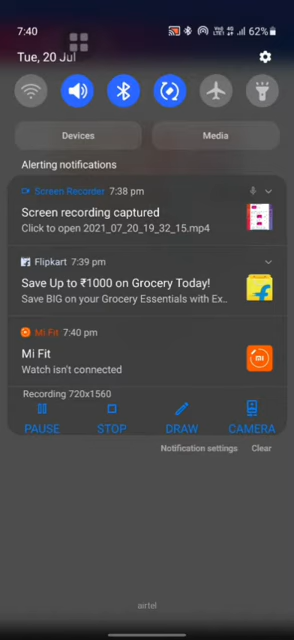 7:40
Vo)) 4G
LTE1
62%
Tue, 20 Jul
Devices
Media
Alerting notifications
Screen Recorder 7:38 pm
Screen recording captured
Click to open 2021_07_20_19_32_15.mp4
Flipkart 7:39 pm
Save Up to ₹1000 on Grocery Today!
Save BIG on your Grocery Essentials with Ex..
Mi Fit 7:40 pm
Mi Fit
Watch isn't connected
Recording 720x1560
PAUSE
STOP
DRAW
CAMERA
Notification settings
Clear
airtel